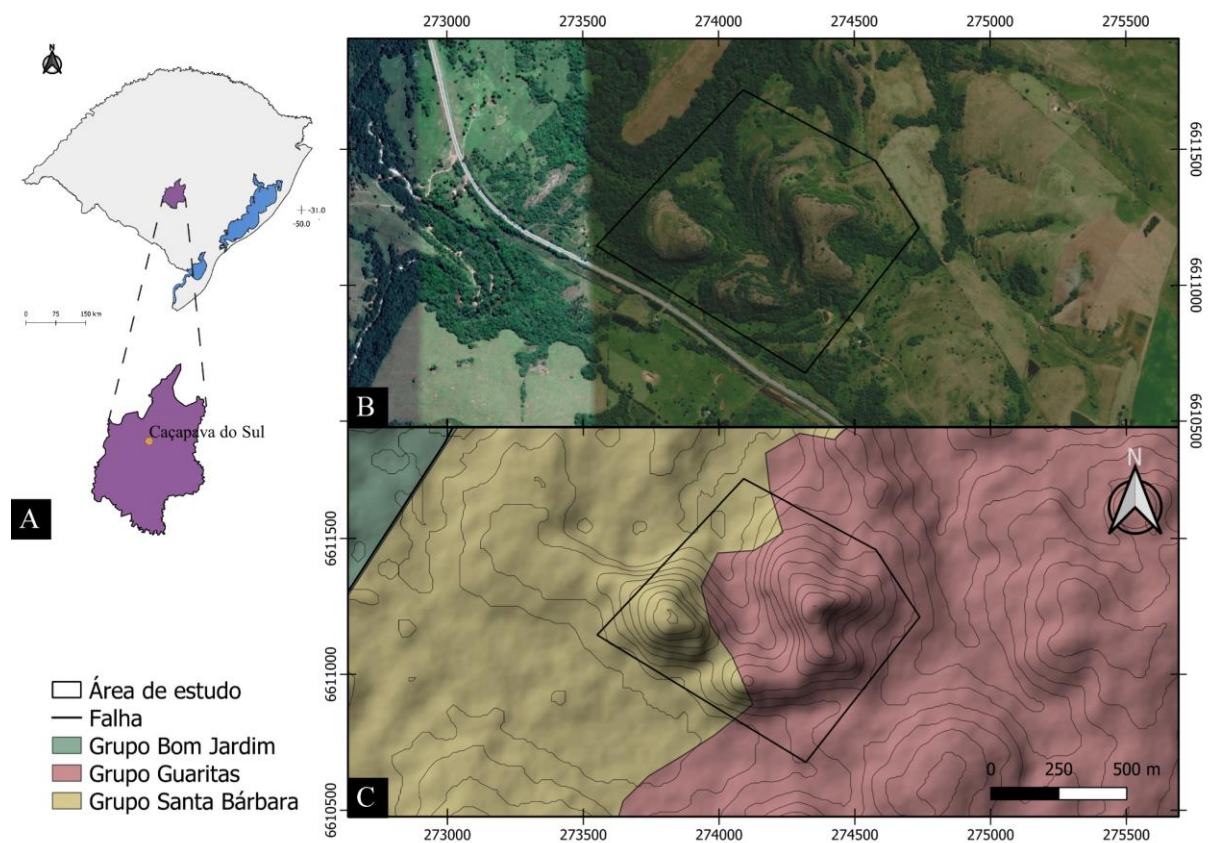 273000 273500 274000 274500 275000 275500
N
-31.0
-50.0
0 75 150 km
Caçapava do Sul
A
6611500
6611000
6610500
B
N
6611500
6611000
6610500
Área de estudo
Falha
Grupo Bom Jardim
Grupo Guaritas
Grupo Santa Bárbara
0 250 500 m
C
273000 273500 274000 274500 275000 275500